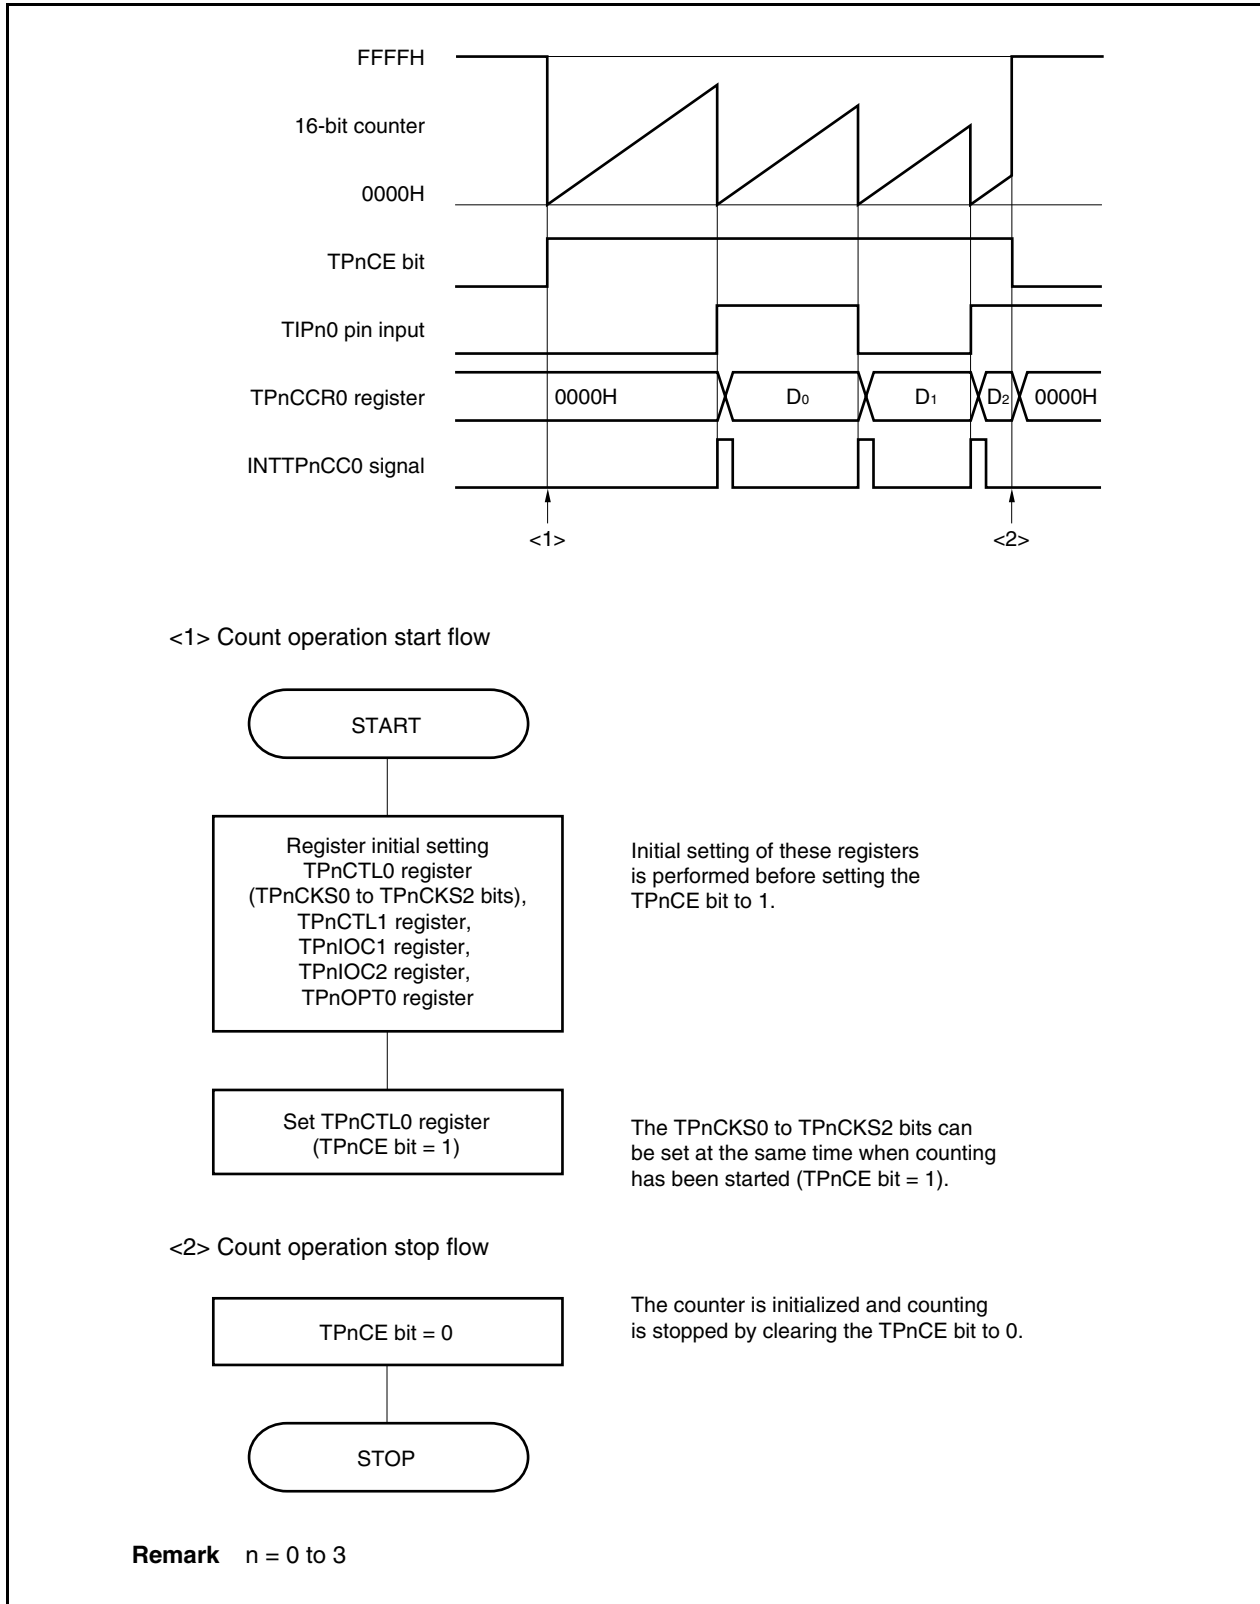 FFFFH
16-bit counter
0000H
TPnCE bit
TIPn0 pin input
TPnCCR0 register
0000H D0 D1 D2 0000H
INTTPnCC0 signal
<1> <2>
<1> Count operation start flow
START
Register initial setting
TPnCTL0 register
(TPnCKS0 to TPnCKS2 bits),
TPnCTL1 register,
TPnIOC1 register,
TPnIOC2 register,
TPnOPT0 register
Initial setting of these registers
is performed before setting the
TPnCE bit to 1.
Set TPnCTL0 register
(TPnCE bit = 1)
The TPnCKS0 to TPnCKS2 bits can
be set at the same time when counting
has been started (TPnCE bit = 1).
<2> Count operation stop flow
TPnCE bit = 0
The counter is initialized and counting
is stopped by clearing the TPnCE bit to 0.
STOP
Remark n = 0 to 3